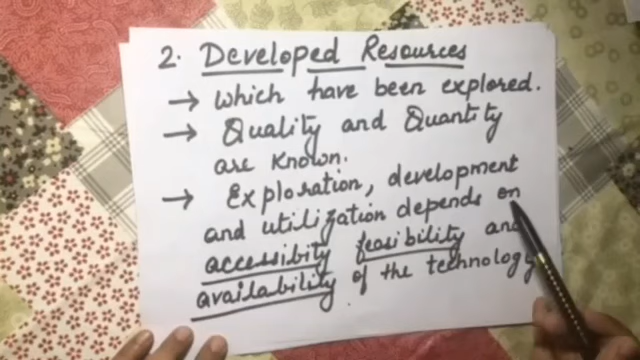 2. Developed Resources
→ which have been explored.
→ Quality and Quantity
are known.
→ Exploration, development
and utilization depends on
accessibity feasibility and
availability of the technology.